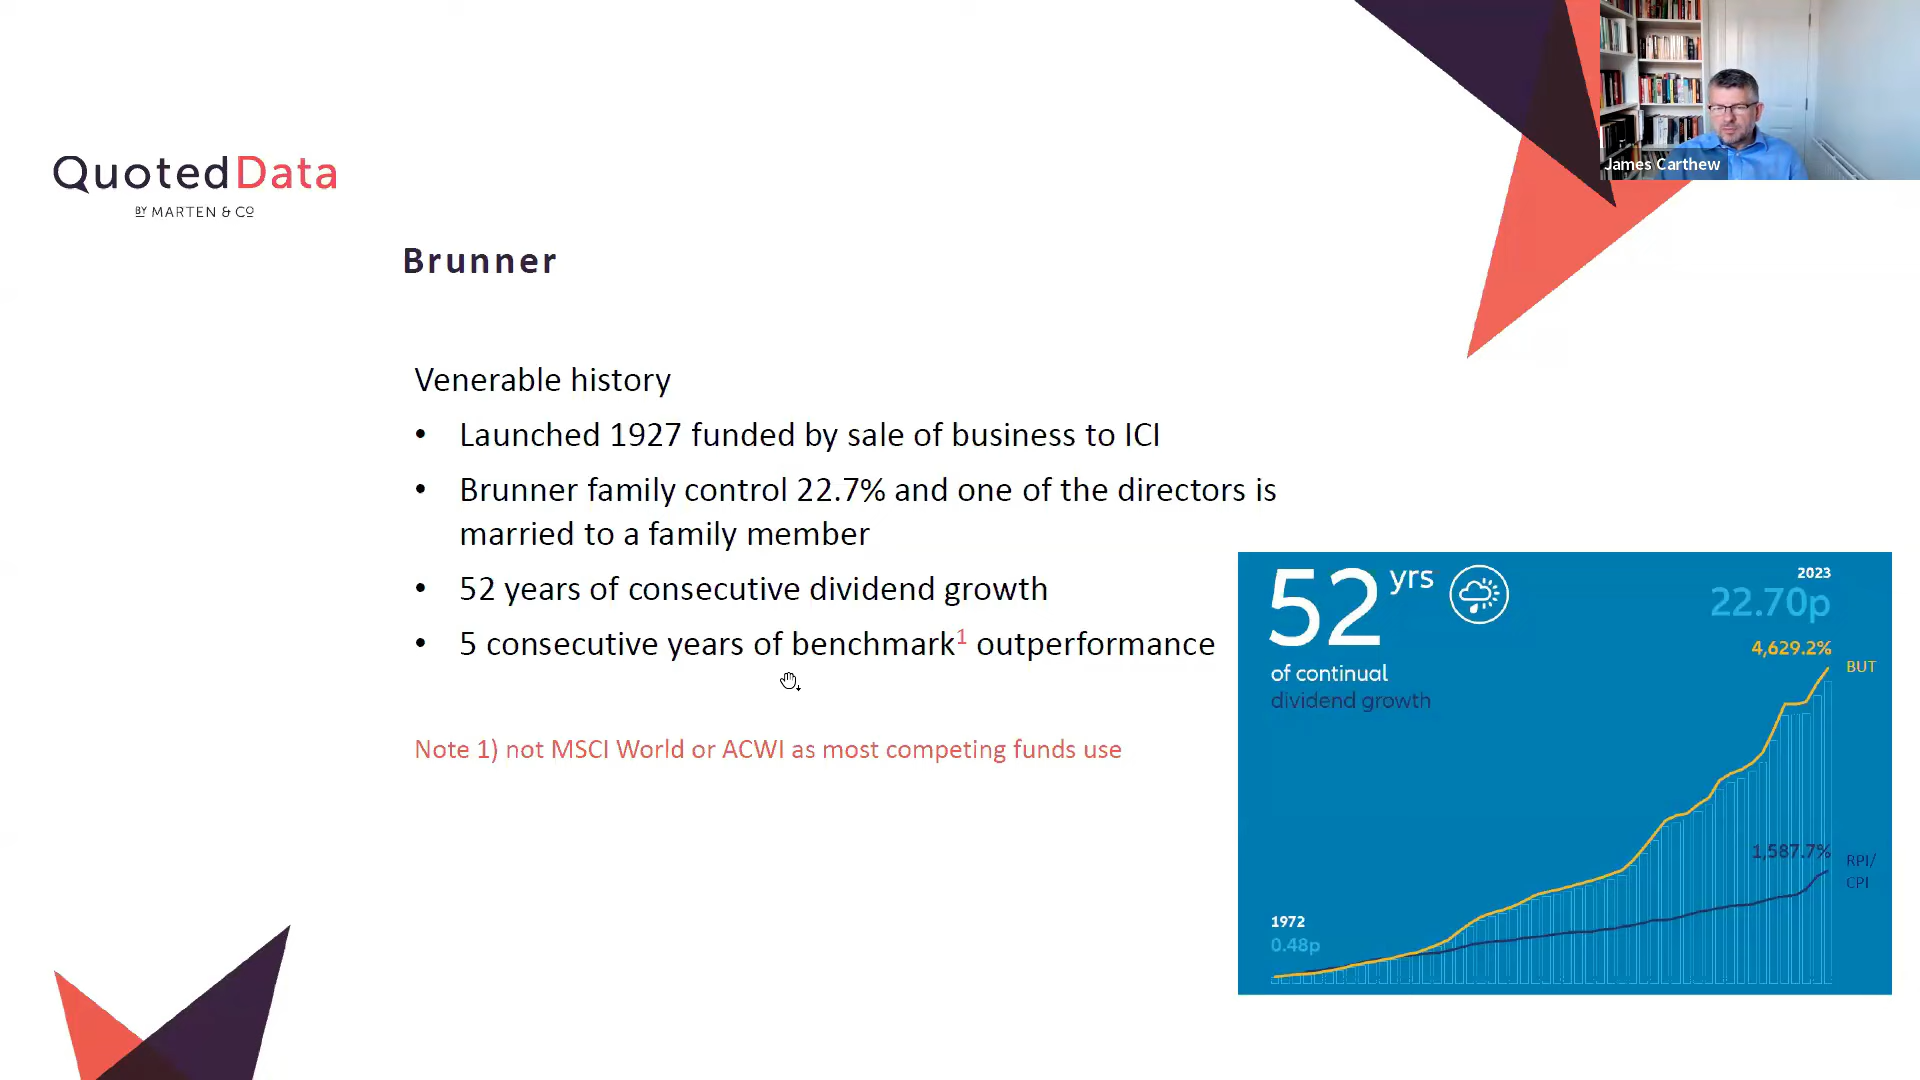 James Carthew
QuotedData
BY MARTEN & CO
Brunner
Venerable history
• Launched 1927 funded by sale of business to ICI
• Brunner family control 22.7% and one of the directors is
married to a family member
• 52 years of consecutive dividend growth
• 5 consecutive years of benchmark1 outperformance
Note 1) not MSCI World or ACWI as most competing funds use
52 yrs
of continual
dividend growth
2023
22.70p
4,629.2%
BUT
1,587.7%
RPI/
CPI
1972
0.48p